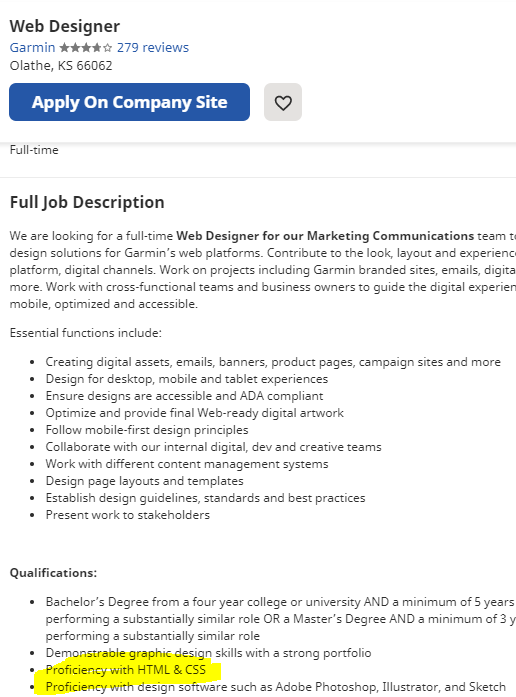 Web Designer
Garmin 279 reviews
Olathe, KS 66062
Apply On Company Site
Full-time
Full Job Description
We are looking for a full-time Web Designer for our Marketing Communications team
design solutions for Garmin's web platforms. Contribute to the look, layout and
platform, digital channels. Work on projects including Garmin branded sites, emails,
more. Work with cross-functional teams and business owners to guide the digital
mobile, optimized and accessible.
Essential functions include:
• Creating digital assets, emails, banners, product pages, campaign sites and more
• Design for desktop, mobile and tablet experiences
• Ensure designs are accessible and ADA compliant
• Optimize and provide final Web-ready digital artwork
• Follow mobile-first design principles
• Collaborate with our internal digital, dev and creative teams
• Work with different content management systems
• Design page layouts and templates
• Establish design guidelines, standards and best practices
• Present work to stakeholders
Qualifications:
• Bachelor's Degree from a four year college or university AND a minimum of 5 years
performing a substantially similar role OR a Master's Degree AND a minimum of 3
performing a substantially similar role
• Demonstrable graphic design skills with a strong portfolio
• Proficiency with HTML & CSS
• Proficiency with design software such as Adobe Photoshop, Illustrator, and Sketch